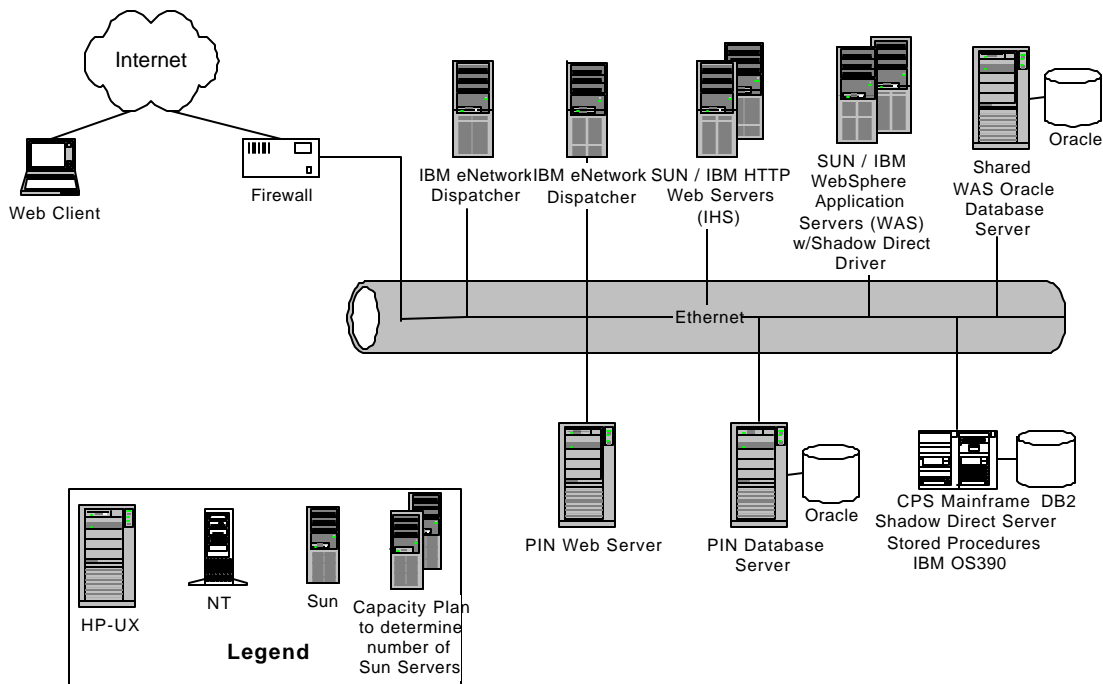 Internet
Web Client
Firewall
IBM eNetwork
Dispatcher
IBM eNetwork
Dispatcher
SUN / IBM HTTP
Web Servers
(IHS)
SUN / IBM
WebSphere
Application
Servers (WAS)
w/Shadow Direct
Driver
Shared
WAS Oracle
Database
Server
Oracle
Ethernet
PIN Web Server
PIN Database
Server
Oracle
CPS Mainframe
DB2
Shadow Direct Server
Stored Procedures
IBM OS390
HP-UX
NT
Sun
Capacity Plan
to determine
number of
Sun Servers
Legend